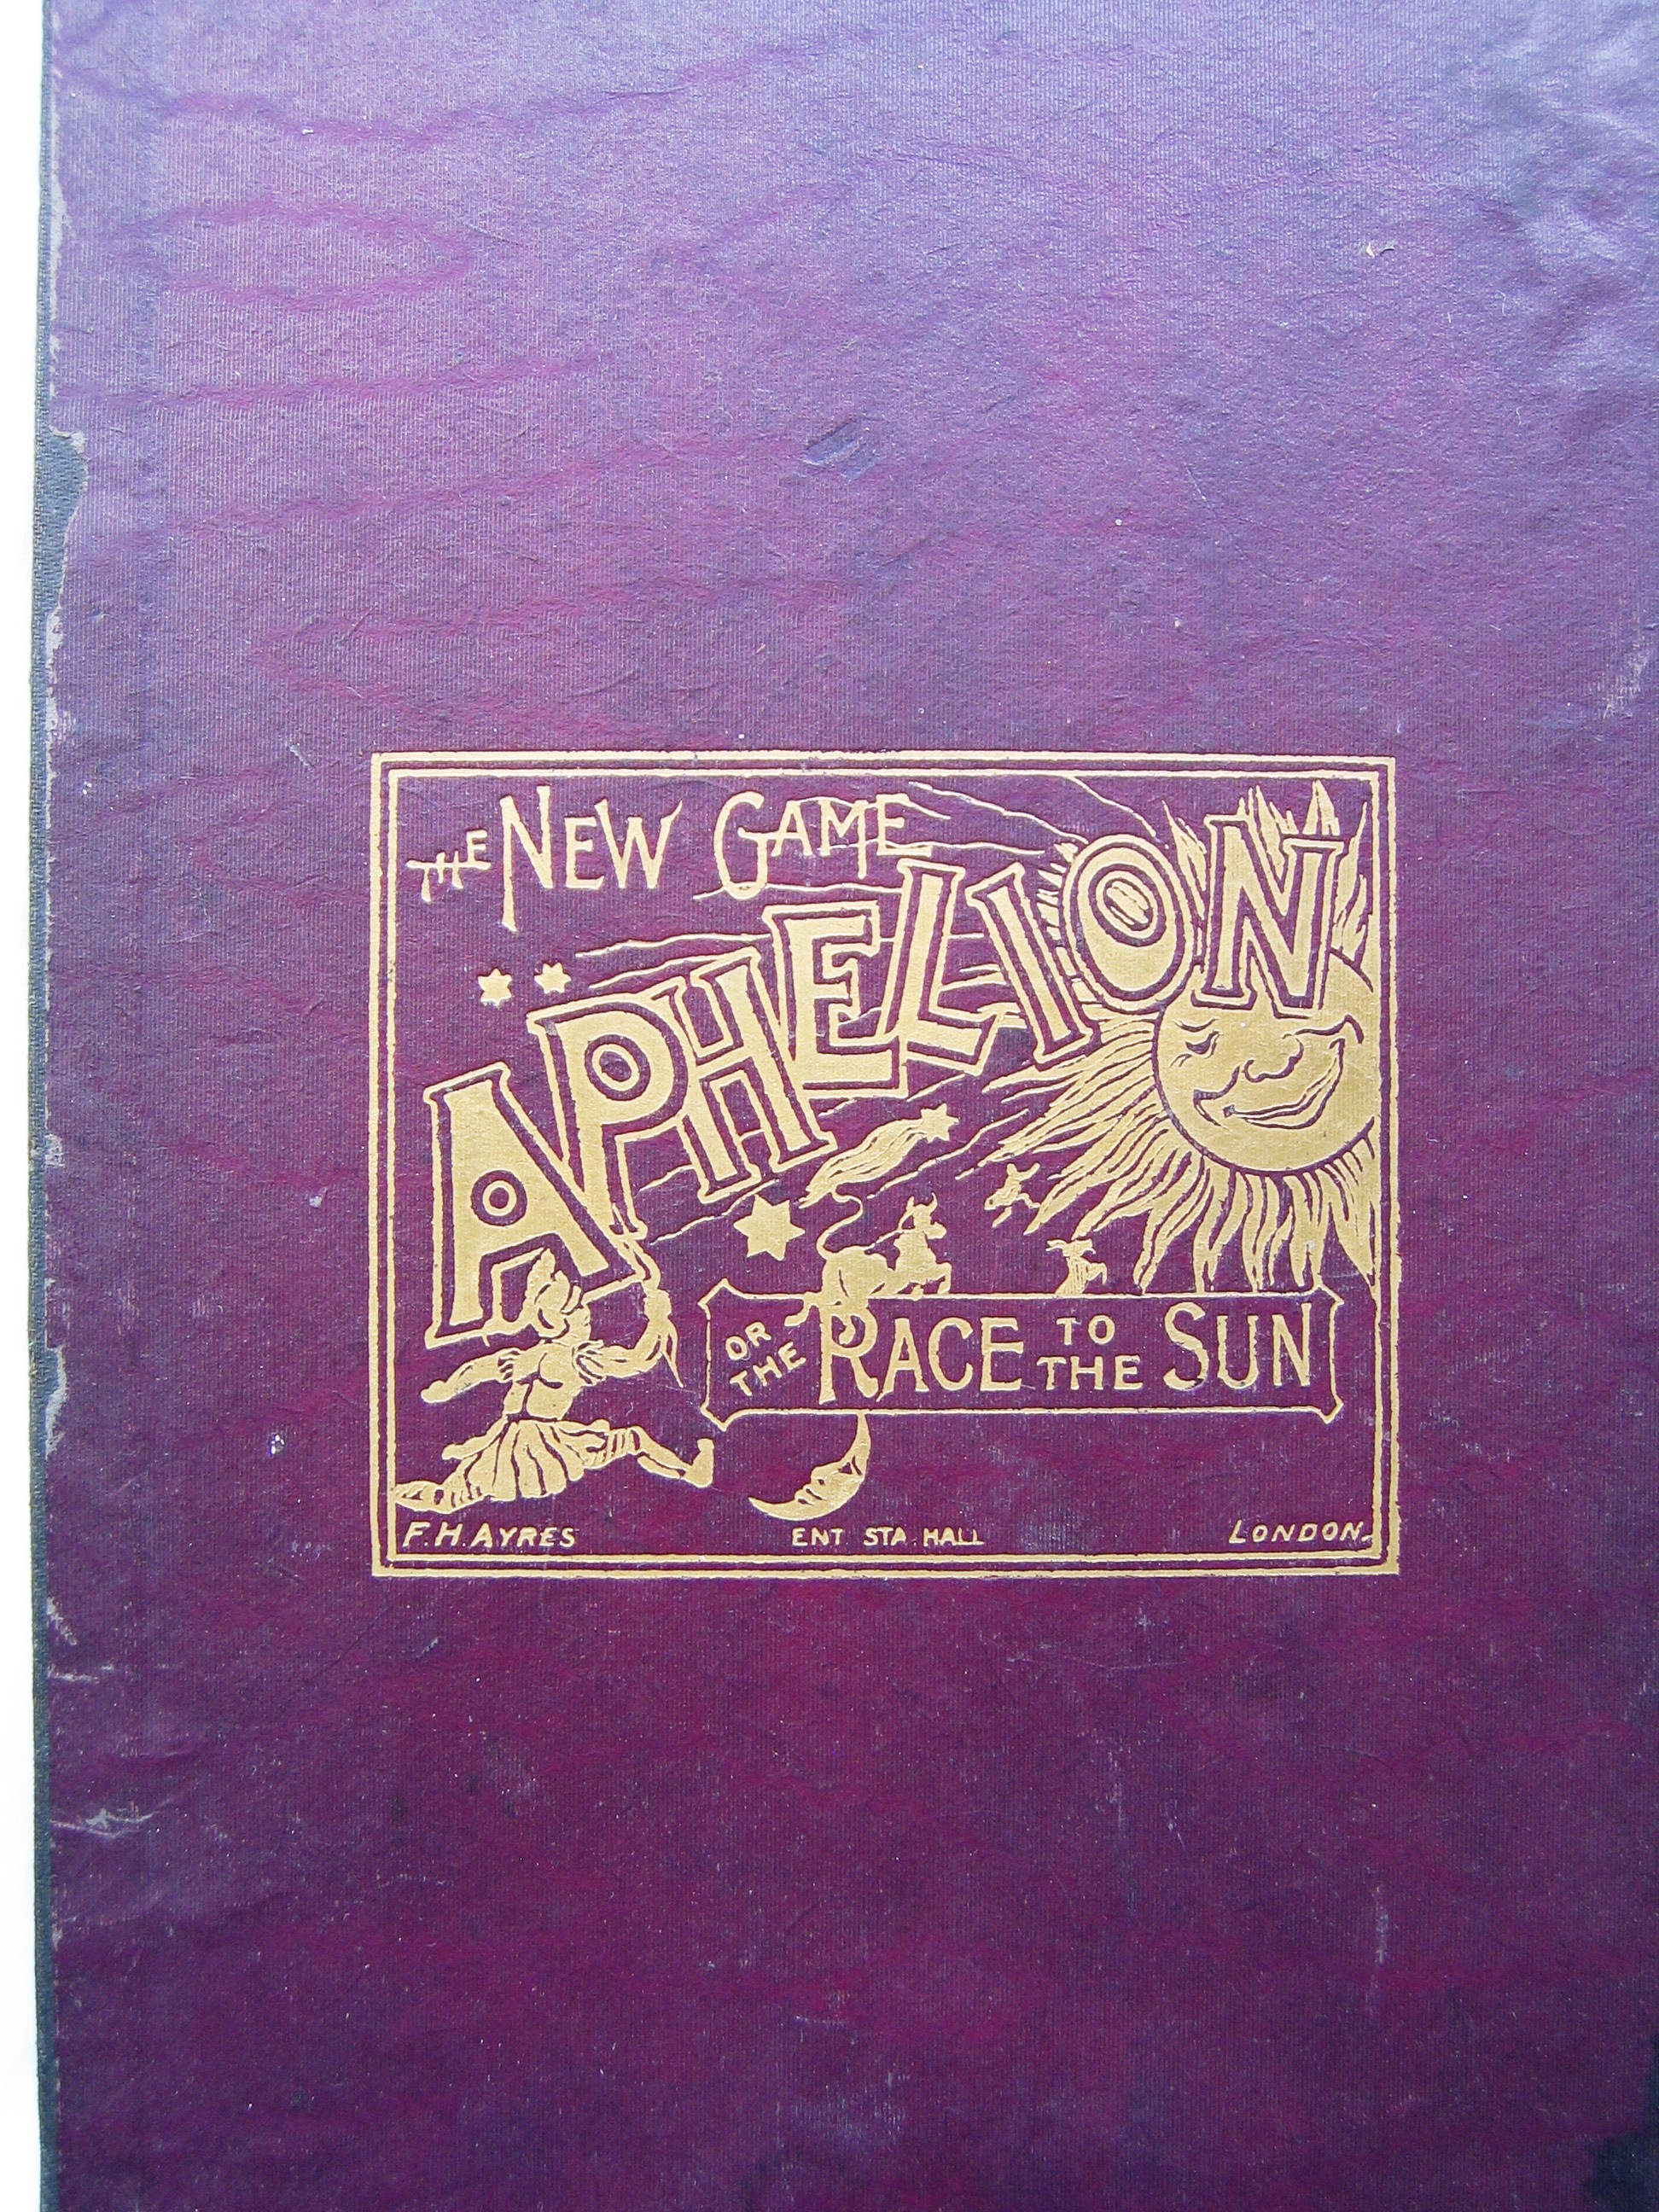 THE NEW GAME
APHELION
OR THE RACE TO THE SUN
F.H. AYRES ENT STA. HALL LONDON.